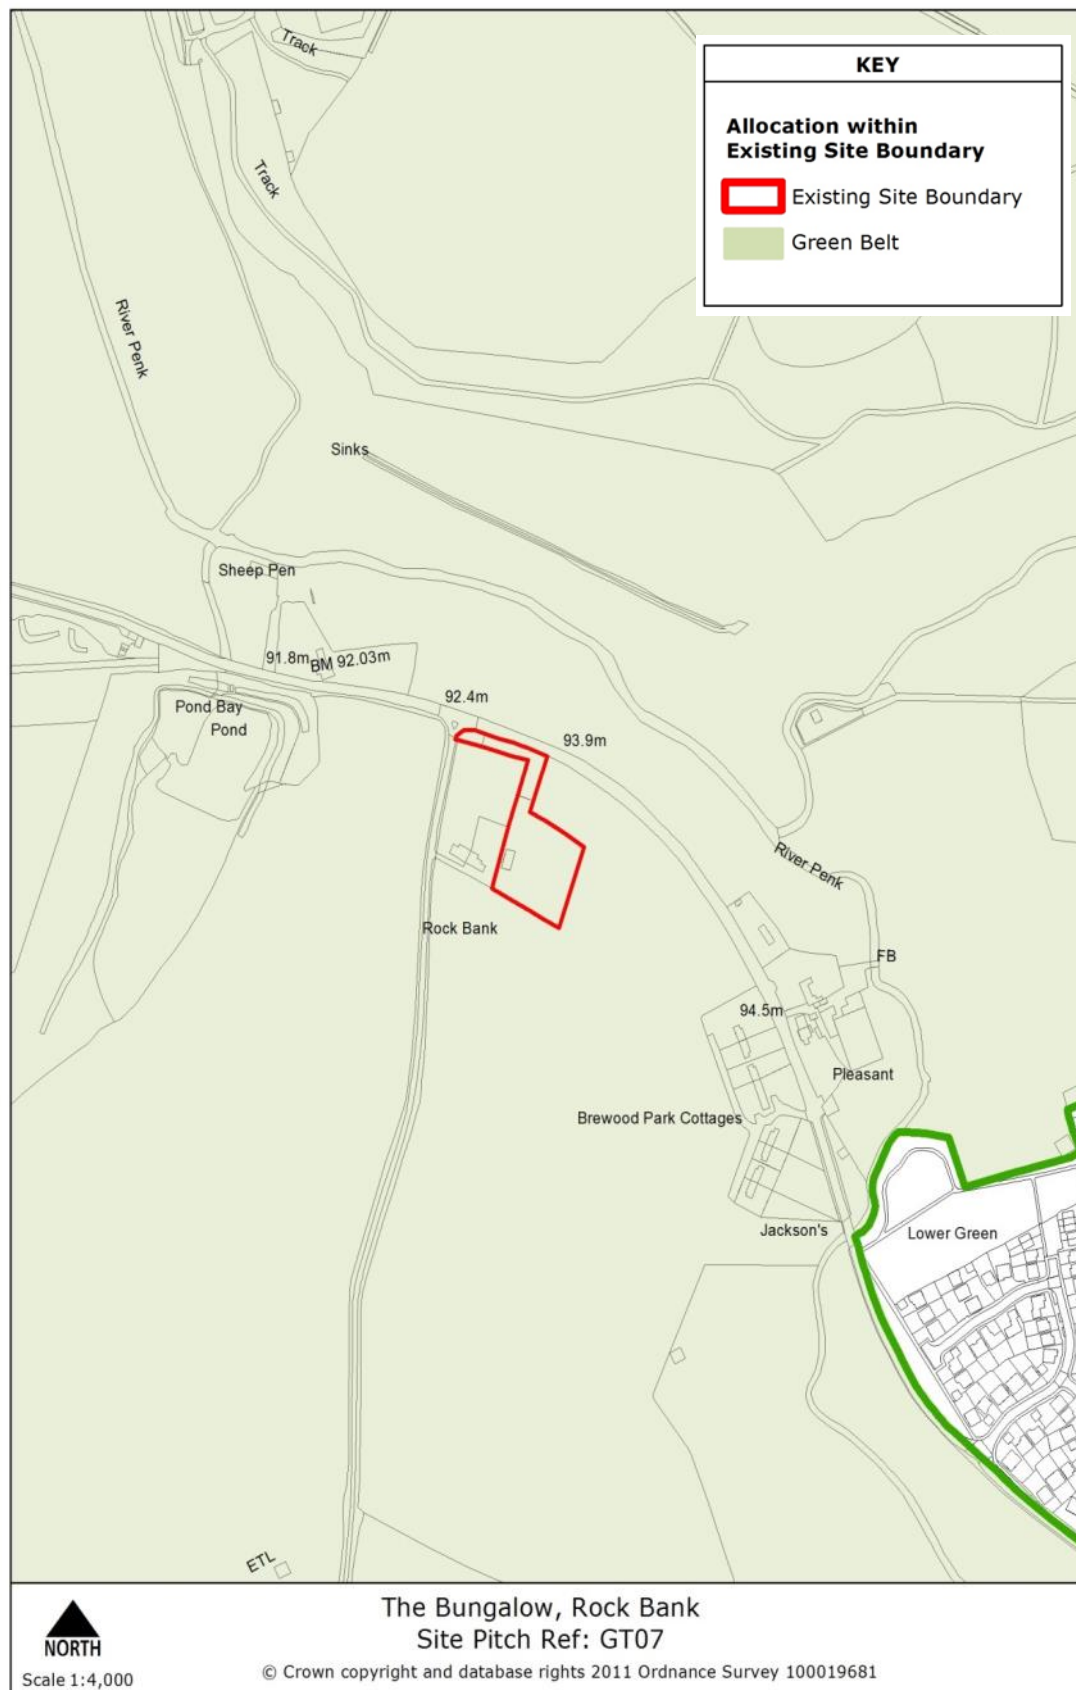 Track
KEY
Allocation within
Existing Site Boundary
Existing Site Boundary
Green Belt
Track
River Penk
Sinks
Sheep Pen
91.8m
BM 92.03m
92.4m
Pond Bay
Pond
93.9m
River Penk
Rock Bank
FB
94.5m
Pleasant
Brewood Park Cottages
Jackson's
Lower Green
ETL
NORTH
Scale 1:4,000
The Bungalow, Rock Bank
Site Pitch Ref: GT07
© Crown copyright and database rights 2011 Ordnance Survey 100019681